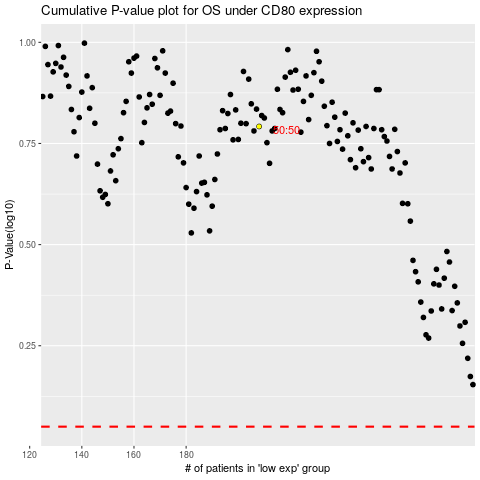 Cumulative P-value plot for OS under CD80 expression
1.00
0.75
0.50
0.25
P-Value(log10)
50:50
120 140 160 180
# of patients in 'low exp' group